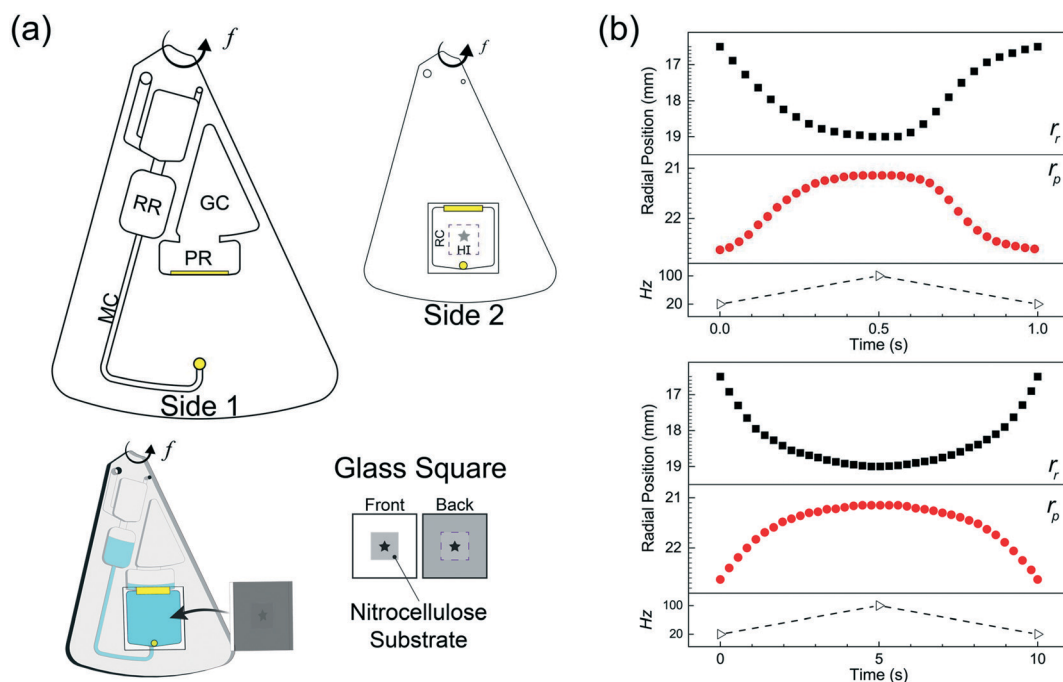 (a)
f
RR
GC
PR
MC
Side 1
f
RC
HI
Side 2
f
Glass Square
Front Back
Nitrocellulose
Substrate
(b)
Radial Position (mm)
17
18
19
r_r
21
22
r_p
Hz
100
20
0.0 0.5 1.0
Time (s)
Radial Position (mm)
17
18
19
r_r
21
22
r_p
Hz
100
20
0 5 10
Time (s)